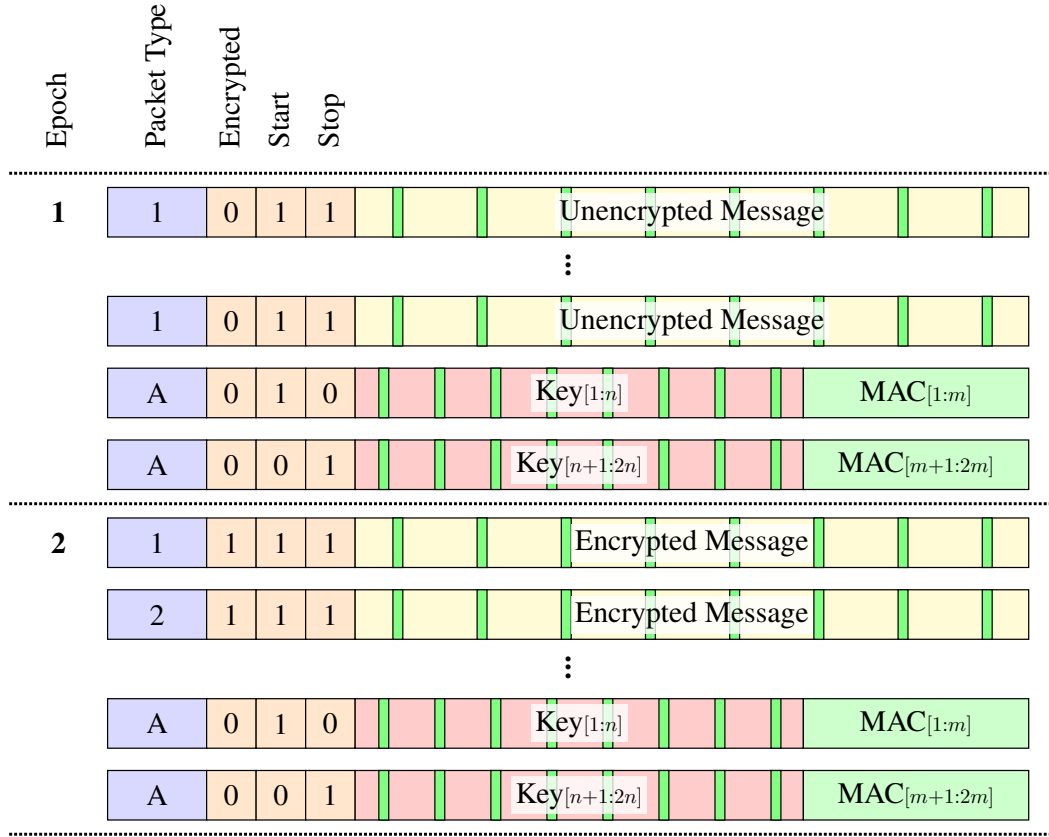 Epoch Packet Type Encrypted Start Stop
1 1 0 1 1 Unencrypted Message
⋮
1 0 1 1 Unencrypted Message
A 0 1 0 Key[1:n] MAC[1:m]
A 0 0 1 Key[n+1:2n] MAC[m+1:2m]
2 1 1 1 1 Encrypted Message
2 1 1 1 Encrypted Message
⋮
A 0 1 0 Key[1:n] MAC[1:m]
A 0 0 1 Key[n+1:2n] MAC[m+1:2m]